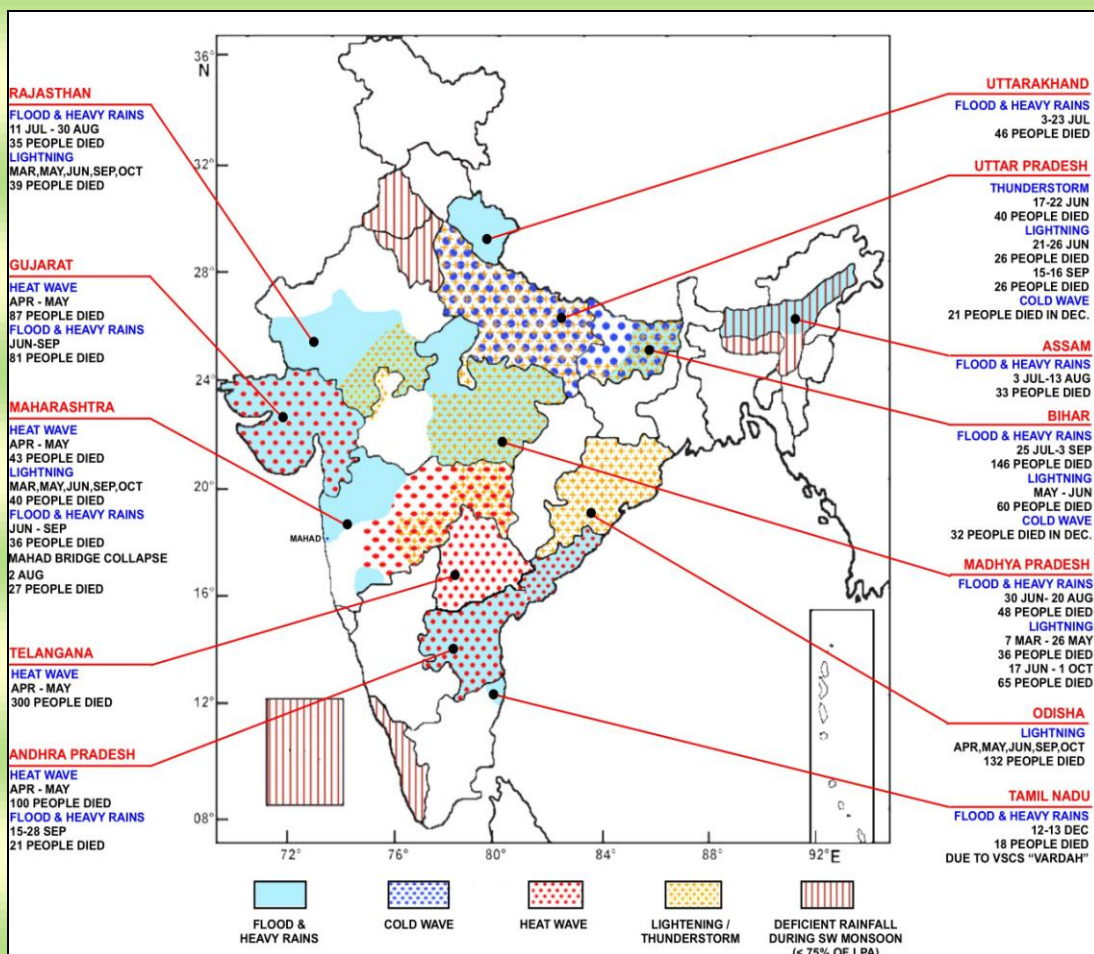 36°
N
32°
28°
24°
20°
16°
12°
08°
72°
76°
80°
84°
88°
92°E
MAHAD
RAJASTHAN
FLOOD & HEAVY RAINS
11 JUL - 30 AUG
35 PEOPLE DIED
LIGHTNING
MAR,MAY,JUN,SEP,OCT
39 PEOPLE DIED
GUJARAT
HEAT WAVE
APR - MAY
87 PEOPLE DIED
FLOOD & HEAVY RAINS
JUN-SEP
81 PEOPLE DIED
MAHARASHTRA
HEAT WAVE
APR - MAY
43 PEOPLE DIED
LIGHTNING
MAR,MAY,JUN,SEP,OCT
40 PEOPLE DIED
FLOOD & HEAVY RAINS
JUN - SEP
36 PEOPLE DIED
MAHAD BRIDGE COLLAPSE
2 AUG
27 PEOPLE DIED
TELANGANA
HEAT WAVE
APR - MAY
300 PEOPLE DIED
ANDHRA PRADESH
HEAT WAVE
APR - MAY
100 PEOPLE DIED
FLOOD & HEAVY RAINS
15-28 SEP
21 PEOPLE DIED
UTTARAKHAND
FLOOD & HEAVY RAINS
3-23 JUL
46 PEOPLE DIED
UTTAR PRADESH
THUNDERSTORM
17-22 JUN
40 PEOPLE DIED
LIGHTNING
21-26 JUN
26 PEOPLE DIED
15-16 SEP
26 PEOPLE DIED
COLD WAVE
21 PEOPLE DIED IN DEC.
ASSAM
FLOOD & HEAVY RAINS
3 JUL-13 AUG
33 PEOPLE DIED
BIHAR
FLOOD & HEAVY RAINS
25 JUL-3 SEP
146 PEOPLE DIED
LIGHTNING
MAY - JUN
60 PEOPLE DIED
COLD WAVE
32 PEOPLE DIED IN DEC.
MADHYA PRADESH
FLOOD & HEAVY RAINS
30 JUN- 20 AUG
48 PEOPLE DIED
LIGHTNING
7 MAR - 26 MAY
36 PEOPLE DIED
17 JUN - 1 OCT
65 PEOPLE DIED
ODISHA
LIGHTNING
APR,MAY,JUN,SEP,OCT
132 PEOPLE DIED
TAMIL NADU
FLOOD & HEAVY RAINS
12-13 DEC
18 PEOPLE DIED
DUE TO VSCS “VARDAH”
FLOOD &
HEAVY RAINS
COLD WAVE
HEAT WAVE
LIGHTENING /
THUNDERSTORM
DEFICIENT RAINFALL
DURING SW MONSOON
(< 75% OF LPA)